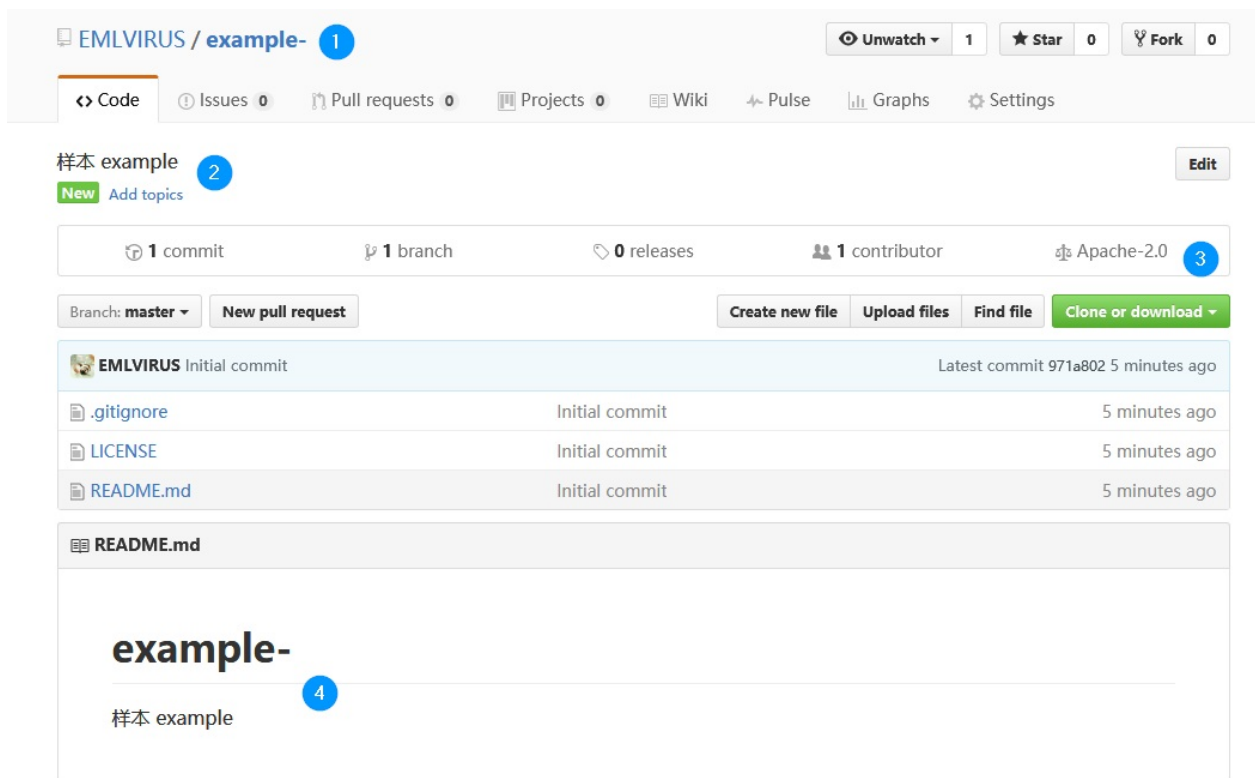 EMLVIRUS / example- 1 Unwatch 1 Star 0 Fork 0
Code Issues 0 Pull requests 0 Projects 0 Wiki Pulse Graphs Settings
样本 example 2 Edit
New Add topics
1 commit 1 branch 0 releases 1 contributor Apache-2.0 3
Branch: master New pull request Create new file Upload files Find file Clone or download
EMLVIRUS Initial commit Latest commit 971a802 5 minutes ago
.gitignore Initial commit 5 minutes ago
LICENSE Initial commit 5 minutes ago
README.md Initial commit 5 minutes ago
README.md
example-
4
样本 example